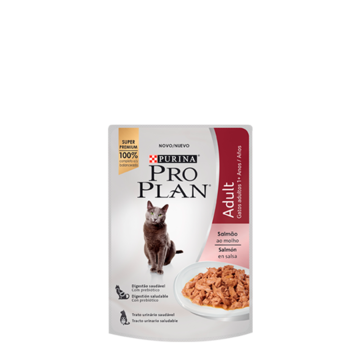 NOVO/NUEVO
SUPER
PREMIUM
100%
PURINA
PRO
PLAN
Adult
Gatos adultos 1+ Anos / Años
Salmão
ao molho
Salmón
en salsa
Digestão saudável
Com prebiótico
Digestión saludable
Con prebiótico
Trato urinário saudável
Tracto urinario saludable